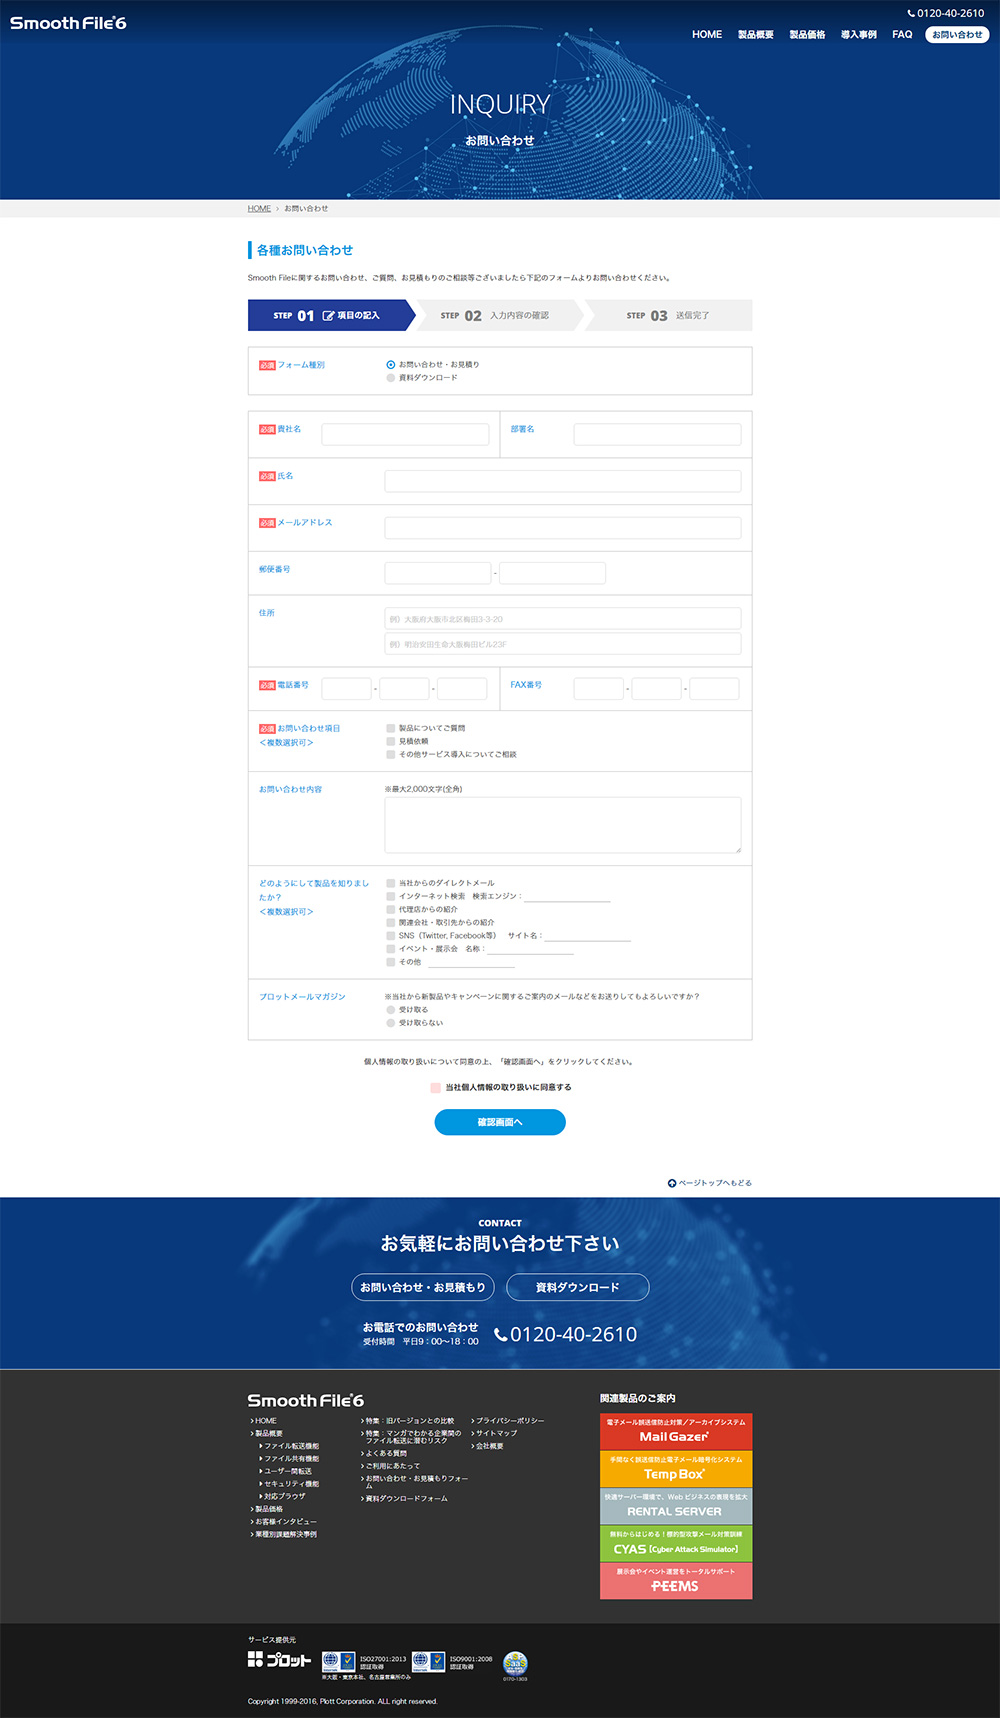 Smooth File 6
0120-40-2610
HOME 製品概要 製品価格 導入事例 FAQ お問い合わせ
INQUIRY
お問い合わせ
HOME > お問い合わせ
各種お問い合わせ
Smooth Fileに関するお問い合わせ、ご質問、お見積もりのご相談等ございましたら下記のフォームよりお問い合わせください。
STEP 01 項目の記入 STEP 02 入力内容の確認 STEP 03 送信完了
必須 フォーム種別
お問い合わせ・お見積り
資料ダウンロード
必須 貴社名 部署名
必須 氏名
必須 メールアドレス
郵便番号 -
住所
例）大阪府大阪市北区梅田3-3-20
例）明治安田生命大阪梅田ビル23F
必須 電話番号 - - FAX番号 - -
必須 お問い合わせ項目
＜複数選択可＞
製品についてご質問
見積依頼
その他サービス導入についてご相談
お問い合わせ内容
※最大2,000文字(全角)
どのようにして製品を知りまし
たか？
＜複数選択可＞
当社からのダイレクトメール
インターネット検索 検索エンジン：
代理店からの紹介
関連会社・取引先からの紹介
SNS（Twitter, Facebook等） サイト名：
イベント・展示会 名称：
その他
プロットメールマガジン
※当社から新製品やキャンペーンに関するご案内のメールなどをお送りしてもよろしいですか？
受け取る
受け取らない
個人情報の取り扱いについて同意の上、「確認画面へ」をクリックしてください。
当社個人情報の取り扱いに同意する
確認画面へ
ページトップへもどる
CONTACT
お気軽にお問い合わせ下さい
お問い合わせ・お見積もり 資料ダウンロード
お電話でのお問い合わせ
受付時間 平日9：00〜18：00
0120-40-2610
Smooth File 6
HOME
製品概要
ファイル転送機能
ファイル共有機能
ユーザー間転送
セキュリティ機能
対応ブラウザ
製品価格
お客様インタビュー
業種別課題解決事例
特集：旧バージョンとの比較
特集：マンガでわかる企業間の
ファイル転送に潜むリスク
よくある質問
ご利用にあたって
お問い合わせ・お見積もりフォー
ム
資料ダウンロードフォーム
プライバシーポリシー
サイトマップ
会社概要
関連製品のご案内
電子メール誤送信防止対策／アーカイブシステム
Mail Gazer
手間なく誤送信防止電子メール暗号化システム
Temp Box
快適サーバー環境で、Web ビジネスの表現を拡大
RENTAL SERVER
無料からはじめる！標的型攻撃メール対策訓練
CYAS [Cyber Attack Simulator]
展示会やイベント運営をトータルサポート
PEEMS
サービス提供元
プロット
ISO27001:2013
認証取得
※大阪・東京本社、名古屋営業所のみ
ISO9001:2008
認証取得
Copyright 1999-2016, Plott Corporation. ALL right reserved.